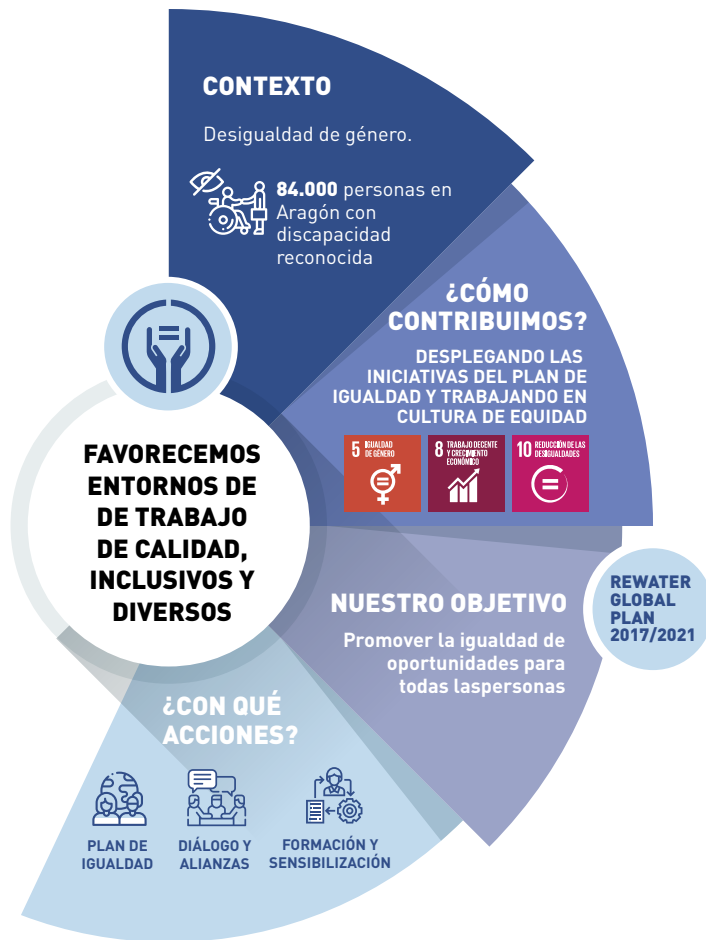 CONTEXTO
Desigualdad de género.
84.000 personas en
Aragón con
discapacidad
reconocida
¿CÓMO
CONTRIBUIMOS?
DESPLEGANDO LAS
INICIATIVAS DEL PLAN DE
IGUALDAD Y TRABAJANDO EN
CULTURA DE EQUIDAD
5 IGUALDAD
DE GÉNERO
8 TRABAJO DECENTE
Y CRECIMIENTO
ECONÓMICO
10 REDUCCIÓN DE LAS
DESIGUALDADES
FAVORECEMOS
ENTORNOS DE
DE TRABAJO
DE CALIDAD,
INCLUSIVOS Y
DIVERSOS
NUESTRO OBJETIVO
Promover la igualdad de
oportunidades para
todas laspersonas
REWATER
GLOBAL
PLAN
2017/2021
¿CON QUÉ
ACCIONES?
PLAN DE
IGUALDAD
DIÁLOGO Y
ALIANZAS
FORMACIÓN Y
SENSIBILIZACIÓN